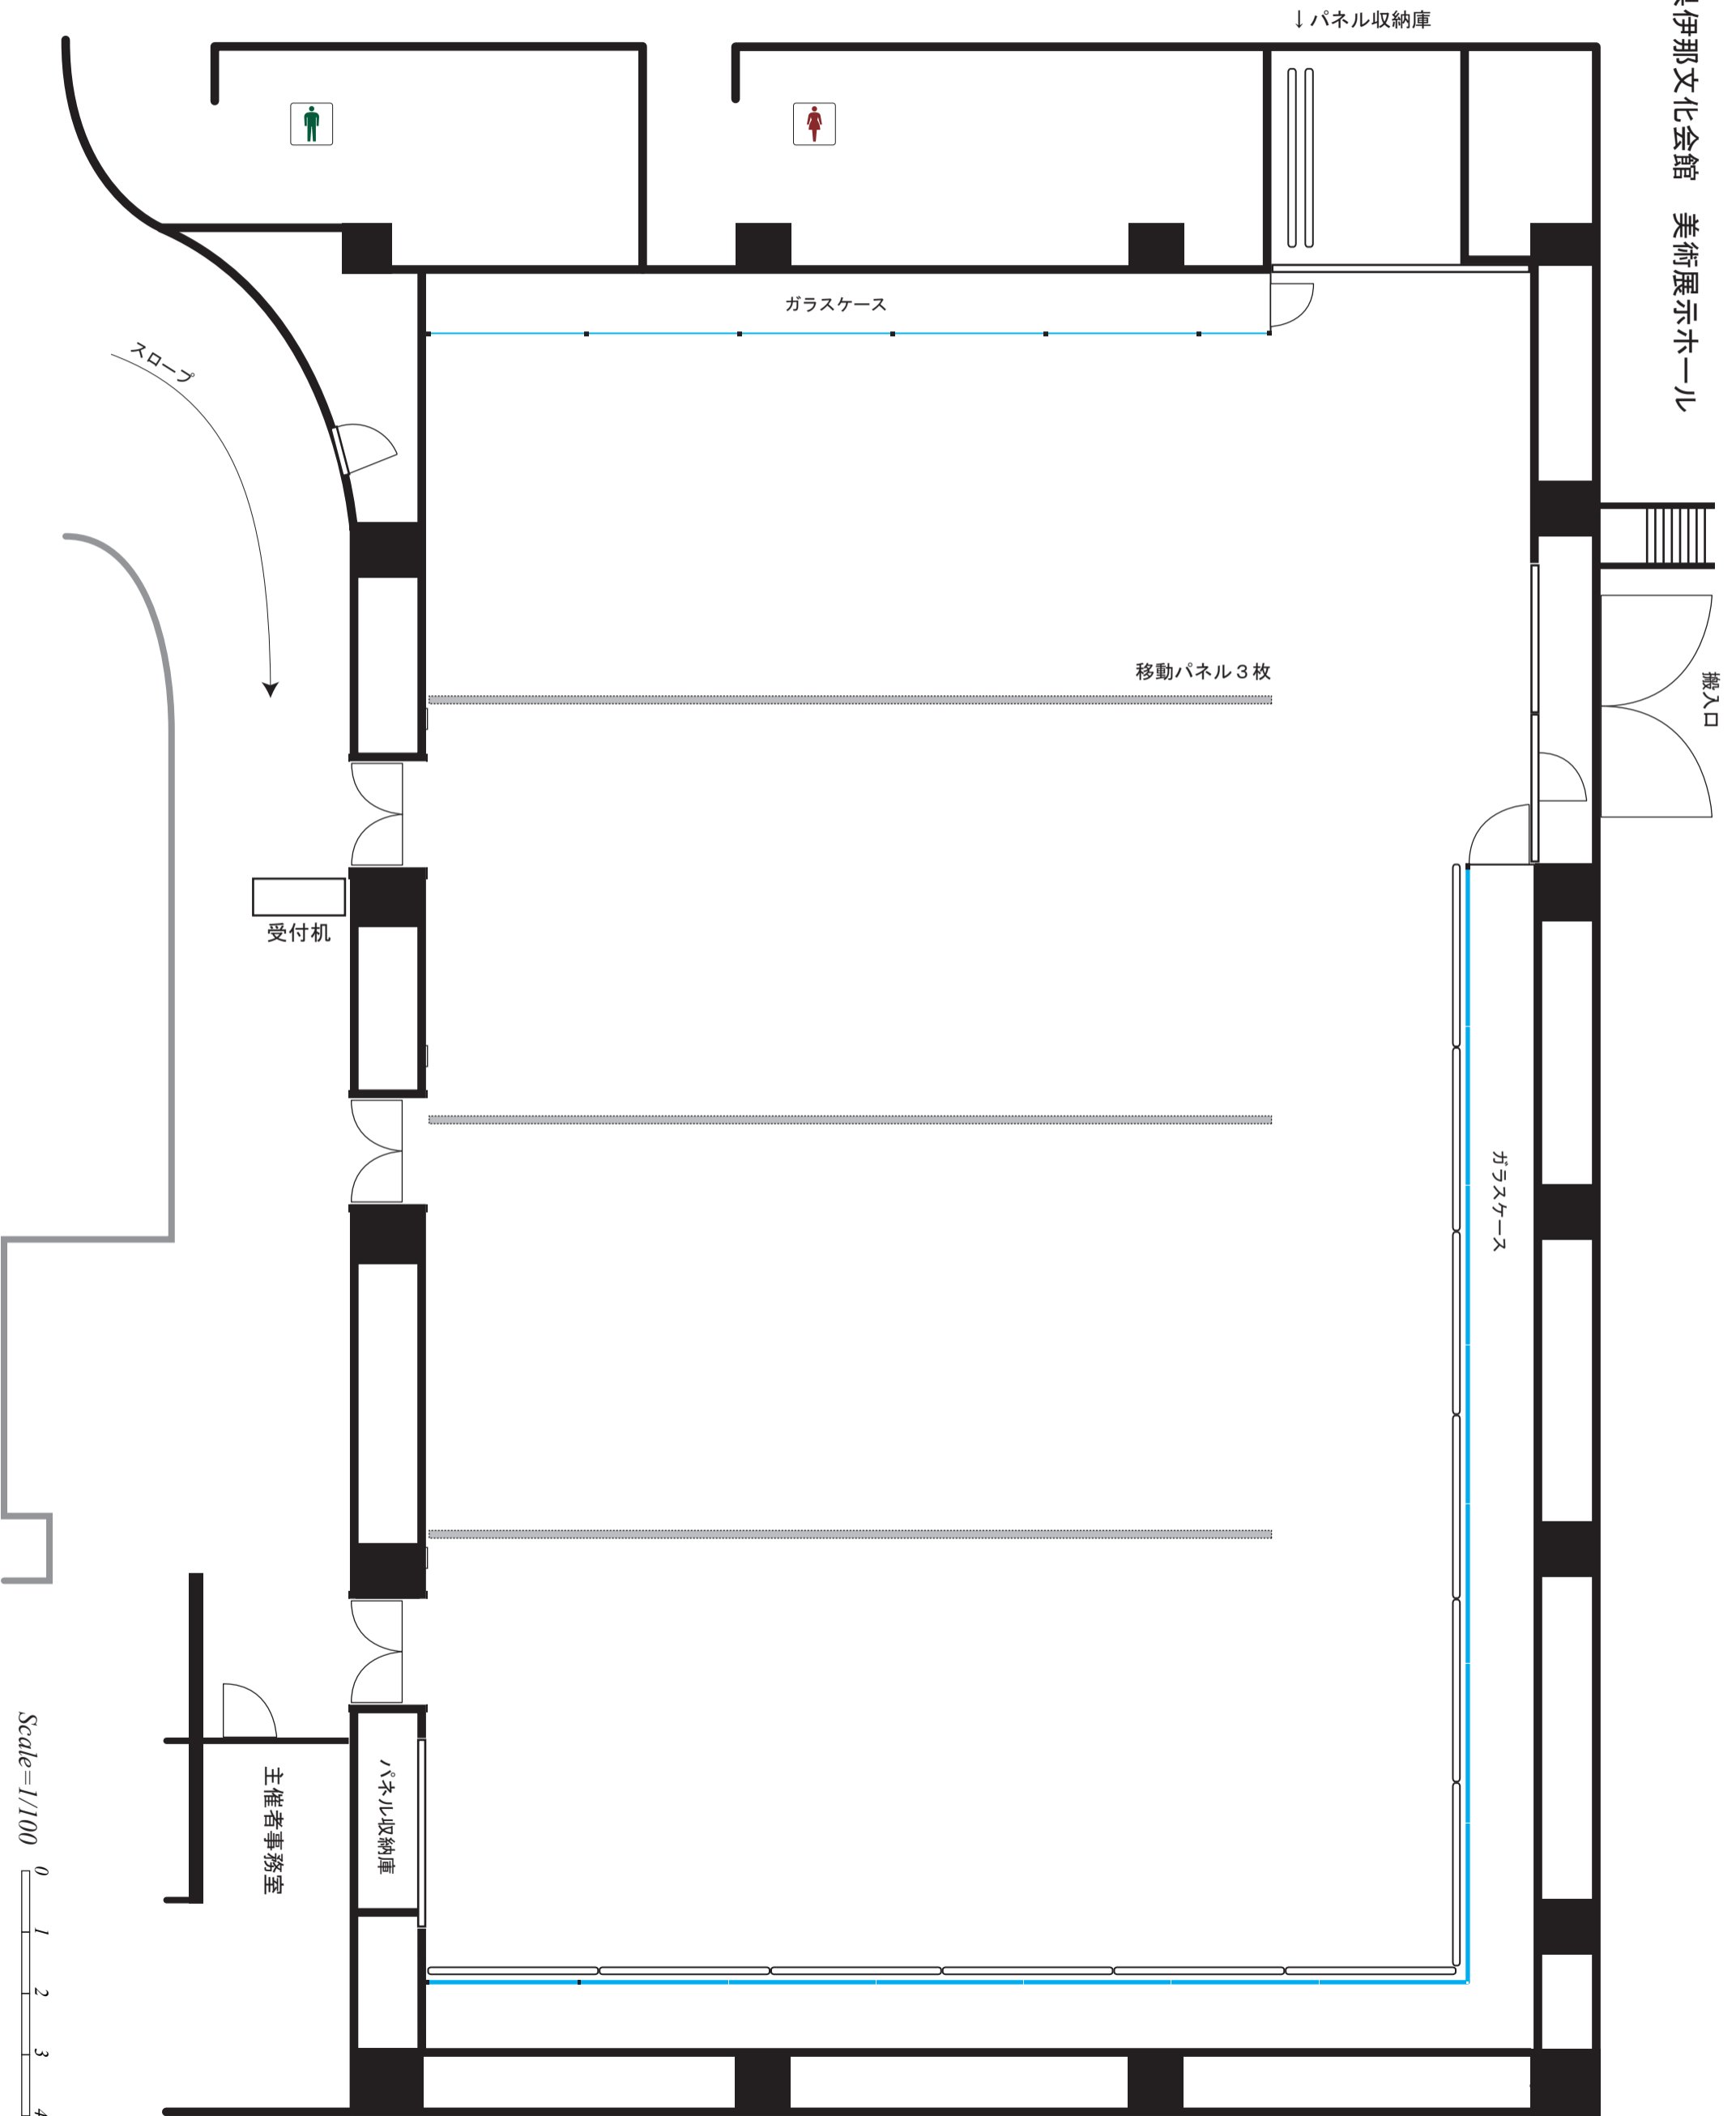 ↓パネル収納庫
伊那文化会館　美術展示ホール
ガラスケース
スロープ
移動パネル3枚
搬入口
受付机
ガラスケース
パネル収納庫
主催者事務室
Scale=1/100
0 1 2 3 4